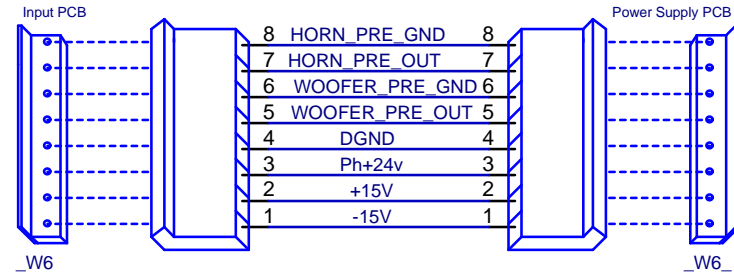 Input PCB Power Supply PCB
8 HORN_PRE_GND 8
7 HORN_PRE_OUT 7
6 WOOFER_PRE_GND 6
5 WOOFER_PRE_OUT 5
4 DGND 4
3 Ph+24v 3
2 +15V 2
1 -15V 1
_W6 _W6_